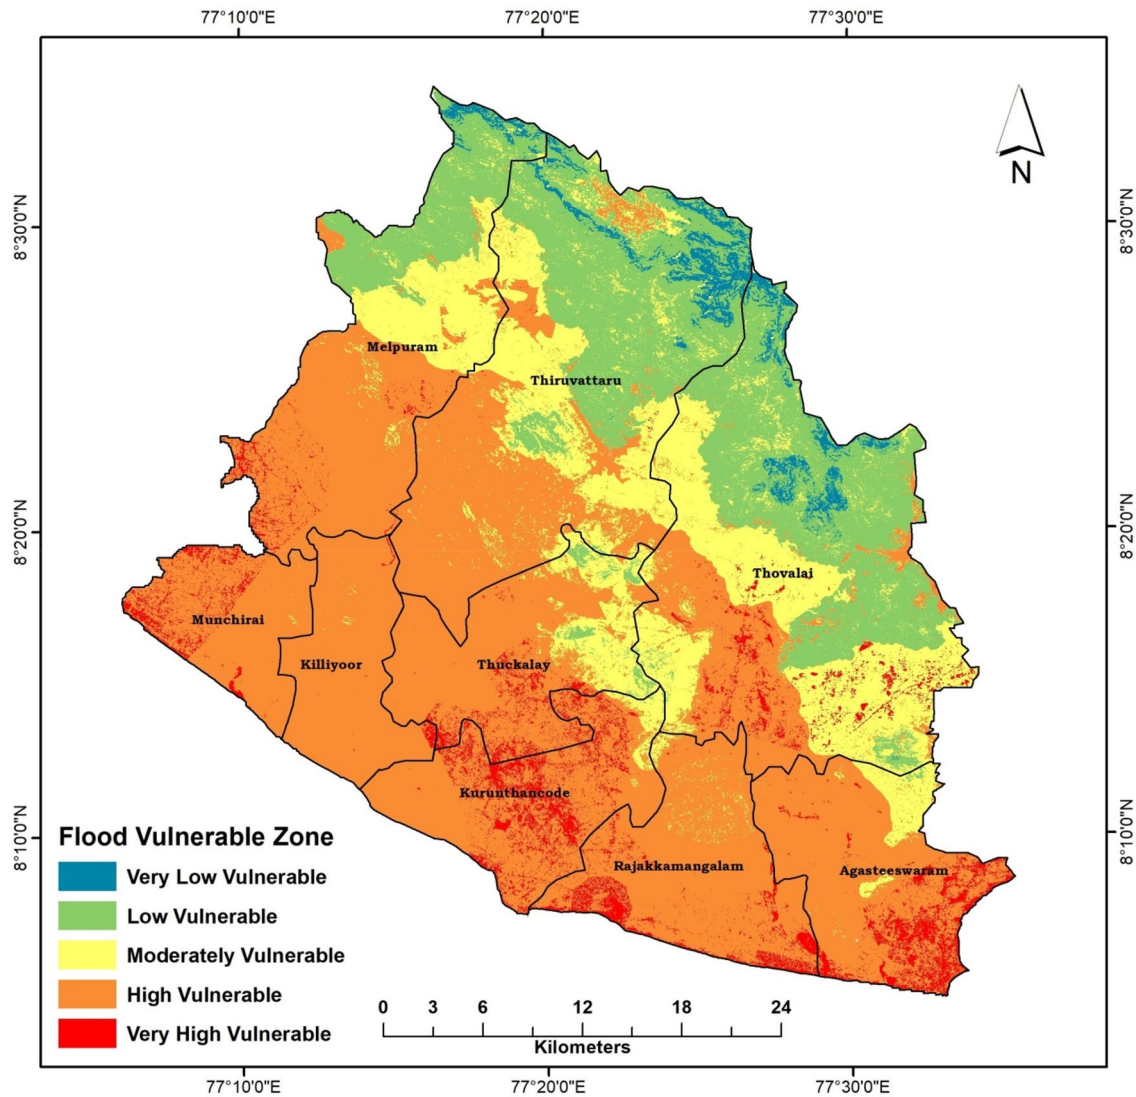 77°10'0"E 77°20'0"E 77°30'0"E
N
8°30'0"N 8°30'0"N
Melpuram
Thiruvattaru
8°20'0"N 8°20'0"N
Thovalai
Munchirai
Killiyoor Thuckalay
Kurunthancode
8°10'0"N 8°10'0"N
Flood Vulnerable Zone
Rajakkamangalam Agasteeswaram
Very Low Vulnerable
Low Vulnerable
Moderately Vulnerable
High Vulnerable
0 3 6 12 18 24
Very High Vulnerable
Kilometers
77°10'0"E 77°20'0"E 77°30'0"E